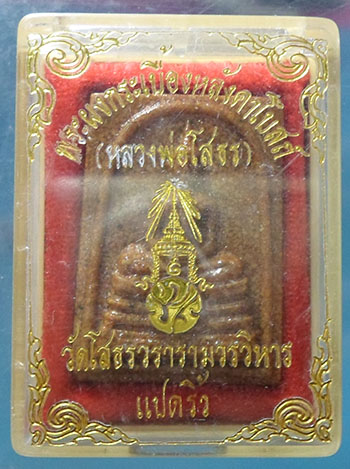 พระผงกระเบื้องหลังคาโบสถ์
(หลวงพ่อโสธร)
วัดโสธรวรารามวรวิหาร
แปดริ้ว